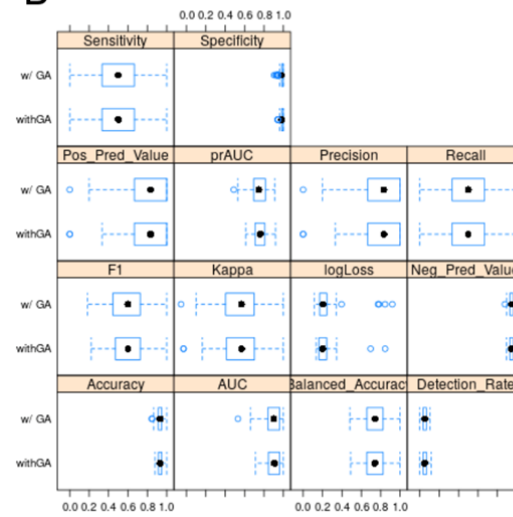 0.0 0.2 0.4 0.6 0.8 1.0
Sensitivity Specificity
w/ GA
withGA
Pos_Pred_Value prAUC Precision Recall
w/ GA
withGA
F1 Kappa logLoss Neg_Pred_Value
w/ GA
withGA
Accuracy AUC Balanced_Accuracy Detection_Rate
w/ GA
withGA
0.0 0.2 0.4 0.6 0.8 1.0 0.0 0.2 0.4 0.6 0.8 1.0